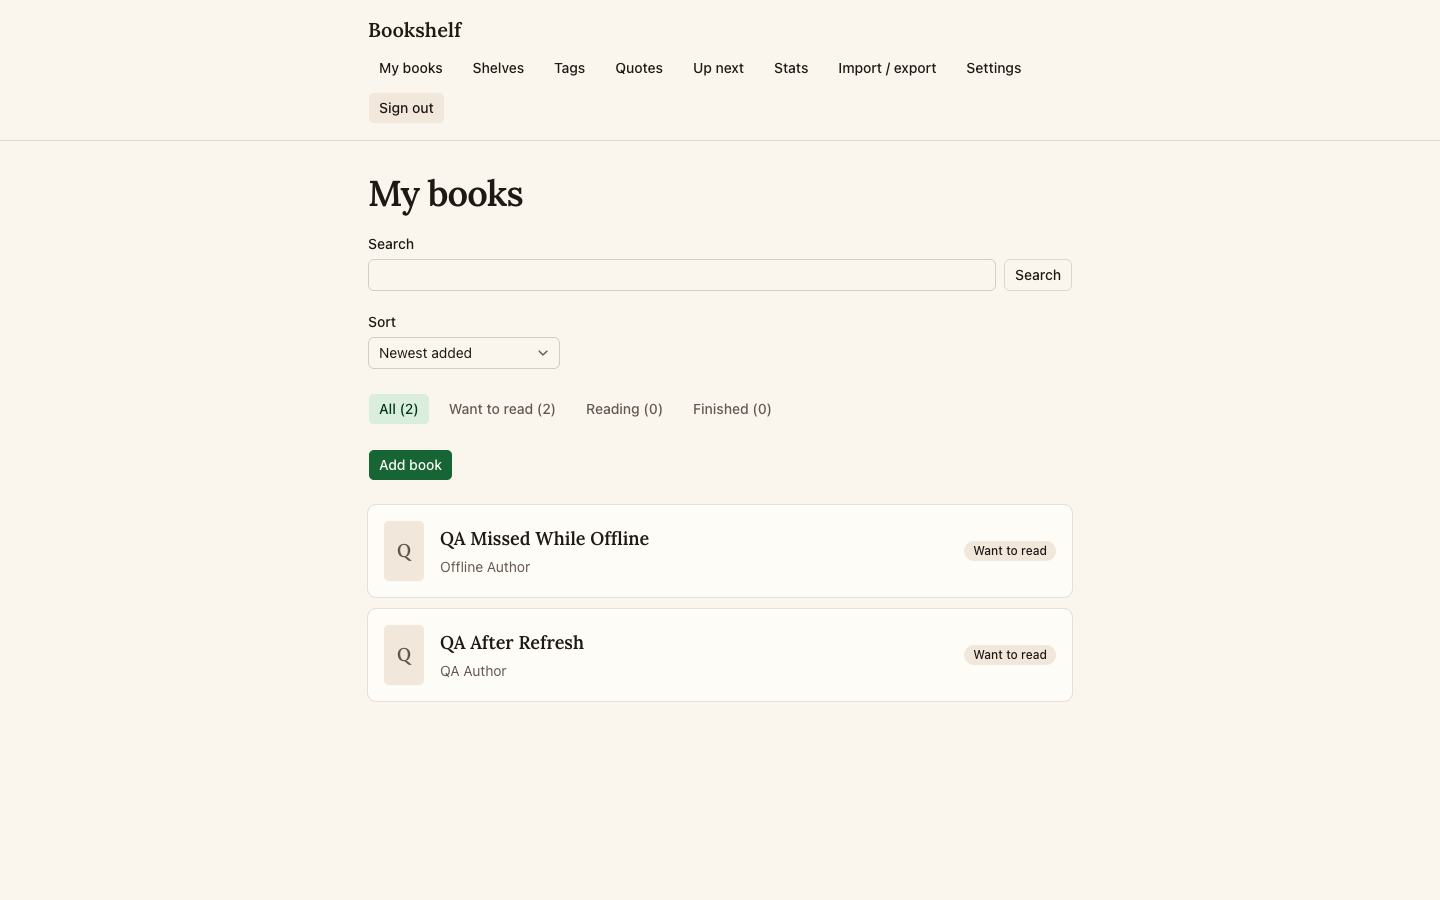 Bookshelf
My books Shelves Tags Quotes Up next Stats Import / export Settings
Sign out
My books
Search
Search
Sort
Newest added
All (2) Want to read (2) Reading (0) Finished (0)
Add book
Q
QA Missed While Offline
Offline Author
Want to read
Q
QA After Refresh
QA Author
Want to read